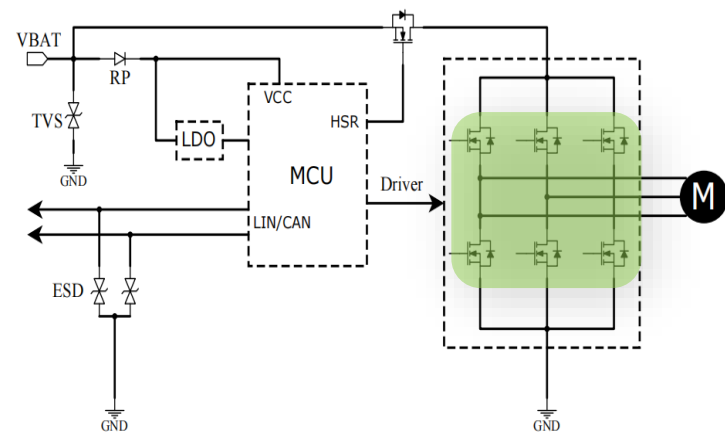 VBAT
RP
VCC
TVS
HSR
LDO
GND
MCU
Driver
M
LIN/CAN
ESD
GND
GND